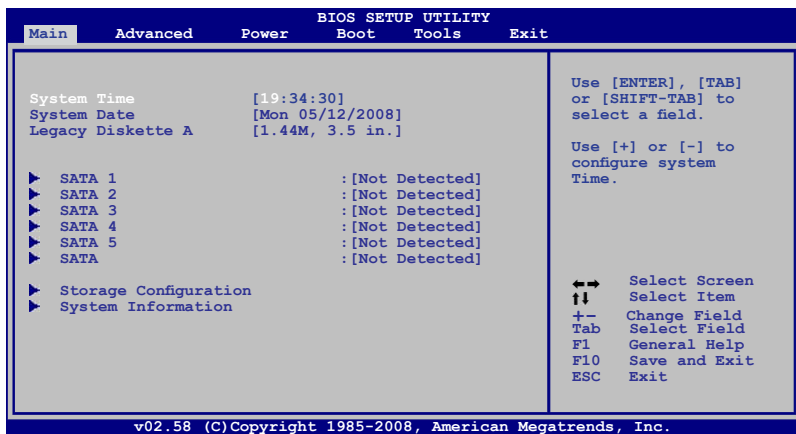 BIOS SETUP UTILITY
Main Advanced Power Boot Tools Exit
System Time [19:34:30]
System Date [Mon 05/12/2008]
Legacy Diskette A [1.44M, 3.5 in.]
SATA 1 :[Not Detected]
SATA 2 :[Not Detected]
SATA 3 :[Not Detected]
SATA 4 :[Not Detected]
SATA 5 :[Not Detected]
SATA :[Not Detected]
Storage Configuration
System Information
Use [ENTER], [TAB]
or [SHIFT-TAB] to
select a field.
Use [+] or [-] to
configure system
Time.
←→ Select Screen
↑↓ Select Item
+- Change Field
Tab Select Field
F1 General Help
F10 Save and Exit
ESC Exit
v02.58 (C)Copyright 1985-2008, American Megatrends, Inc.